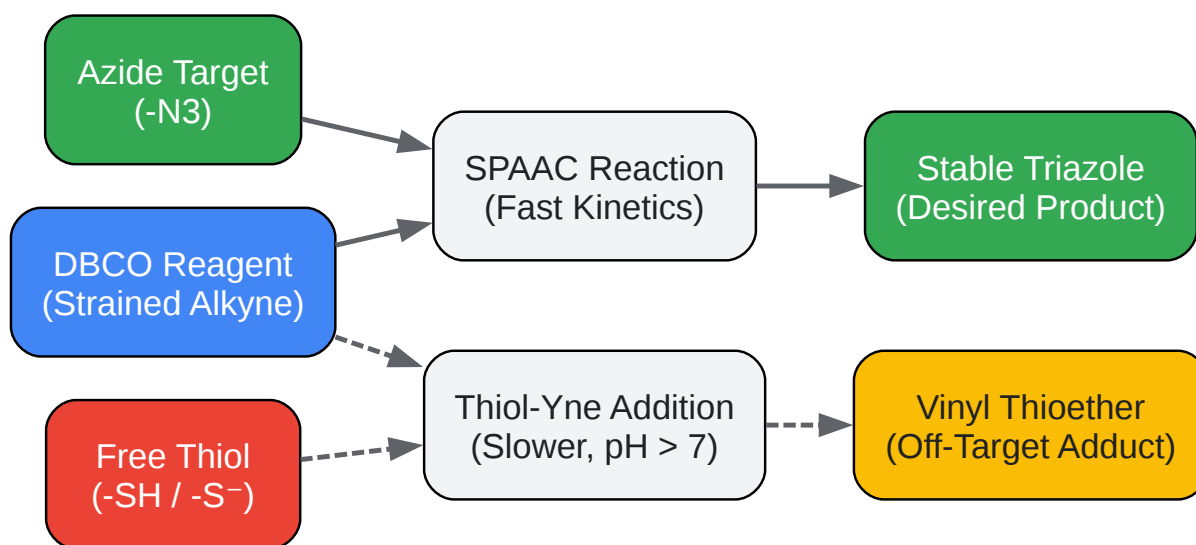 Azide Target
(-N3)
SPAAC Reaction
(Fast Kinetics)
Stable Triazole
(Desired Product)
DBCO Reagent
(Strained Alkyne)
Thiol-Yne Addition
(Slower, pH > 7)
Vinyl Thioether
(Off-Target Adduct)
Free Thiol
(-SH / -S⁻)